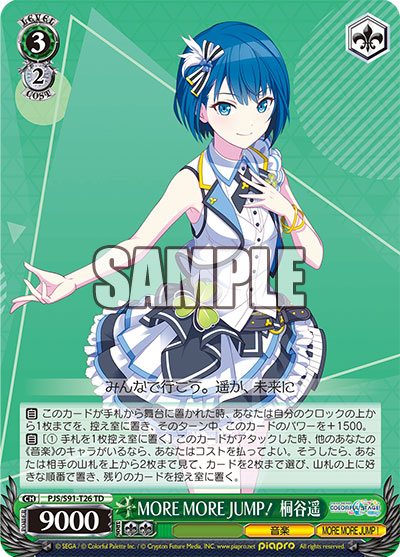 LEVEL
3
2
COST
SAMPLE
みんなで行こう。遥か、未来に
自 このカードが手札から舞台に置かれた時、あなたは自分のクロックの上か
ら1枚までを、控え室に置き、そのターン中、このカードのパワーを+1500。
自 [① 手札を1枚控え室に置く] このカードがアタックした時、他のあなたの
《音楽》のキャラがいるなら、あなたはコストを払ってよい。そうしたら、あなた
は相手の山札を上から2枚まで見て、カードを2枚まで選び、山札の上に好
きな順番で置き、残りのカードを控え室に置く。
CH PJS/S91-T26 TD
MORE MORE JUMP! 桐谷遥
COLORFUL STAGE!
POWER 9000
音楽 MORE MORE JUMP!
© SEGA / © Colorful Palette Inc. / © Crypton Future Media, INC. www.piapro.net piapro All rights reserved.